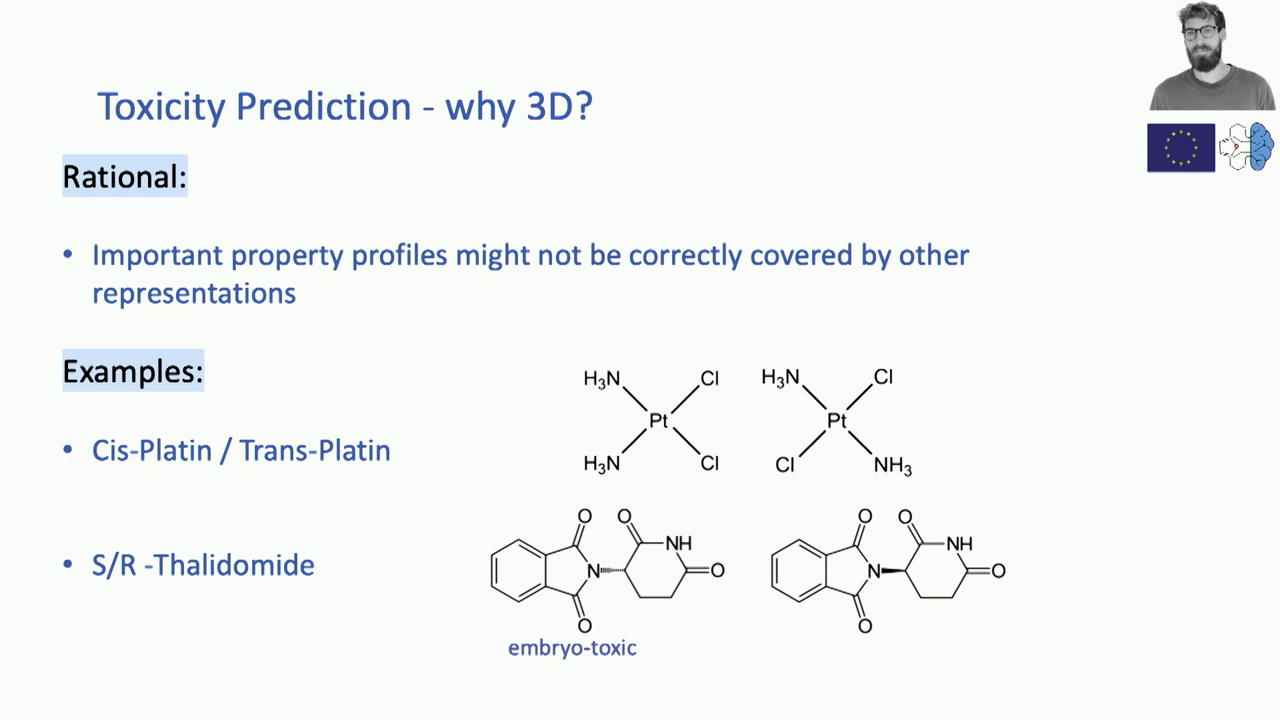 Toxicity Prediction - why 3D?
Rational:
• Important property profiles might not be correctly covered by other
representations
Examples:
• Cis-Platin / Trans-Platin
H₃N Cl
Pt
H₃N Cl
H₃N Cl
Pt
Cl NH₃
• S/R -Thalidomide
O O
NH
N O
O
embryo-toxic
O O
NH
N O
O